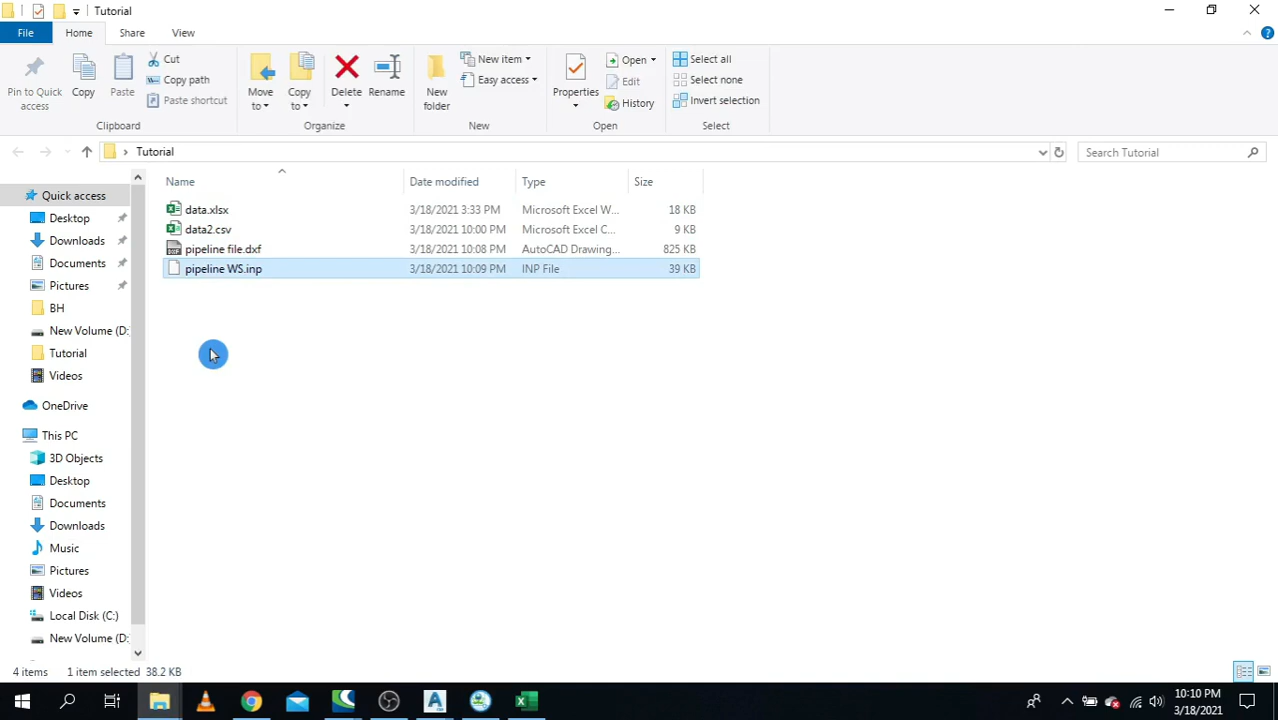 Tutorial
File Home Share View
Pin to Quick access
Copy
Paste
Cut
Copy path
Paste shortcut
Clipboard
Move to
Copy to
Delete
Rename
Organize
New folder
New item
Easy access
New
Properties
Open
Edit
History
Open
Select all
Select none
Invert selection
Select
Tutorial
Search Tutorial
Name Date modified Type Size
data.xlsx 3/18/2021 3:33 PM Microsoft Excel W... 18 KB
data2.csv 3/18/2021 10:00 PM Microsoft Excel C... 9 KB
pipeline file.dxf 3/18/2021 10:08 PM AutoCAD Drawing... 825 KB
pipeline WS.inp 3/18/2021 10:09 PM INP File 39 KB
Quick access
Desktop
Downloads
Documents
Pictures
BH
New Volume (D:
Tutorial
Videos
OneDrive
This PC
3D Objects
Desktop
Documents
Downloads
Music
Pictures
Videos
Local Disk (C:)
New Volume (D:
4 items 1 item selected 38.2 KB
10:10 PM
3/18/2021